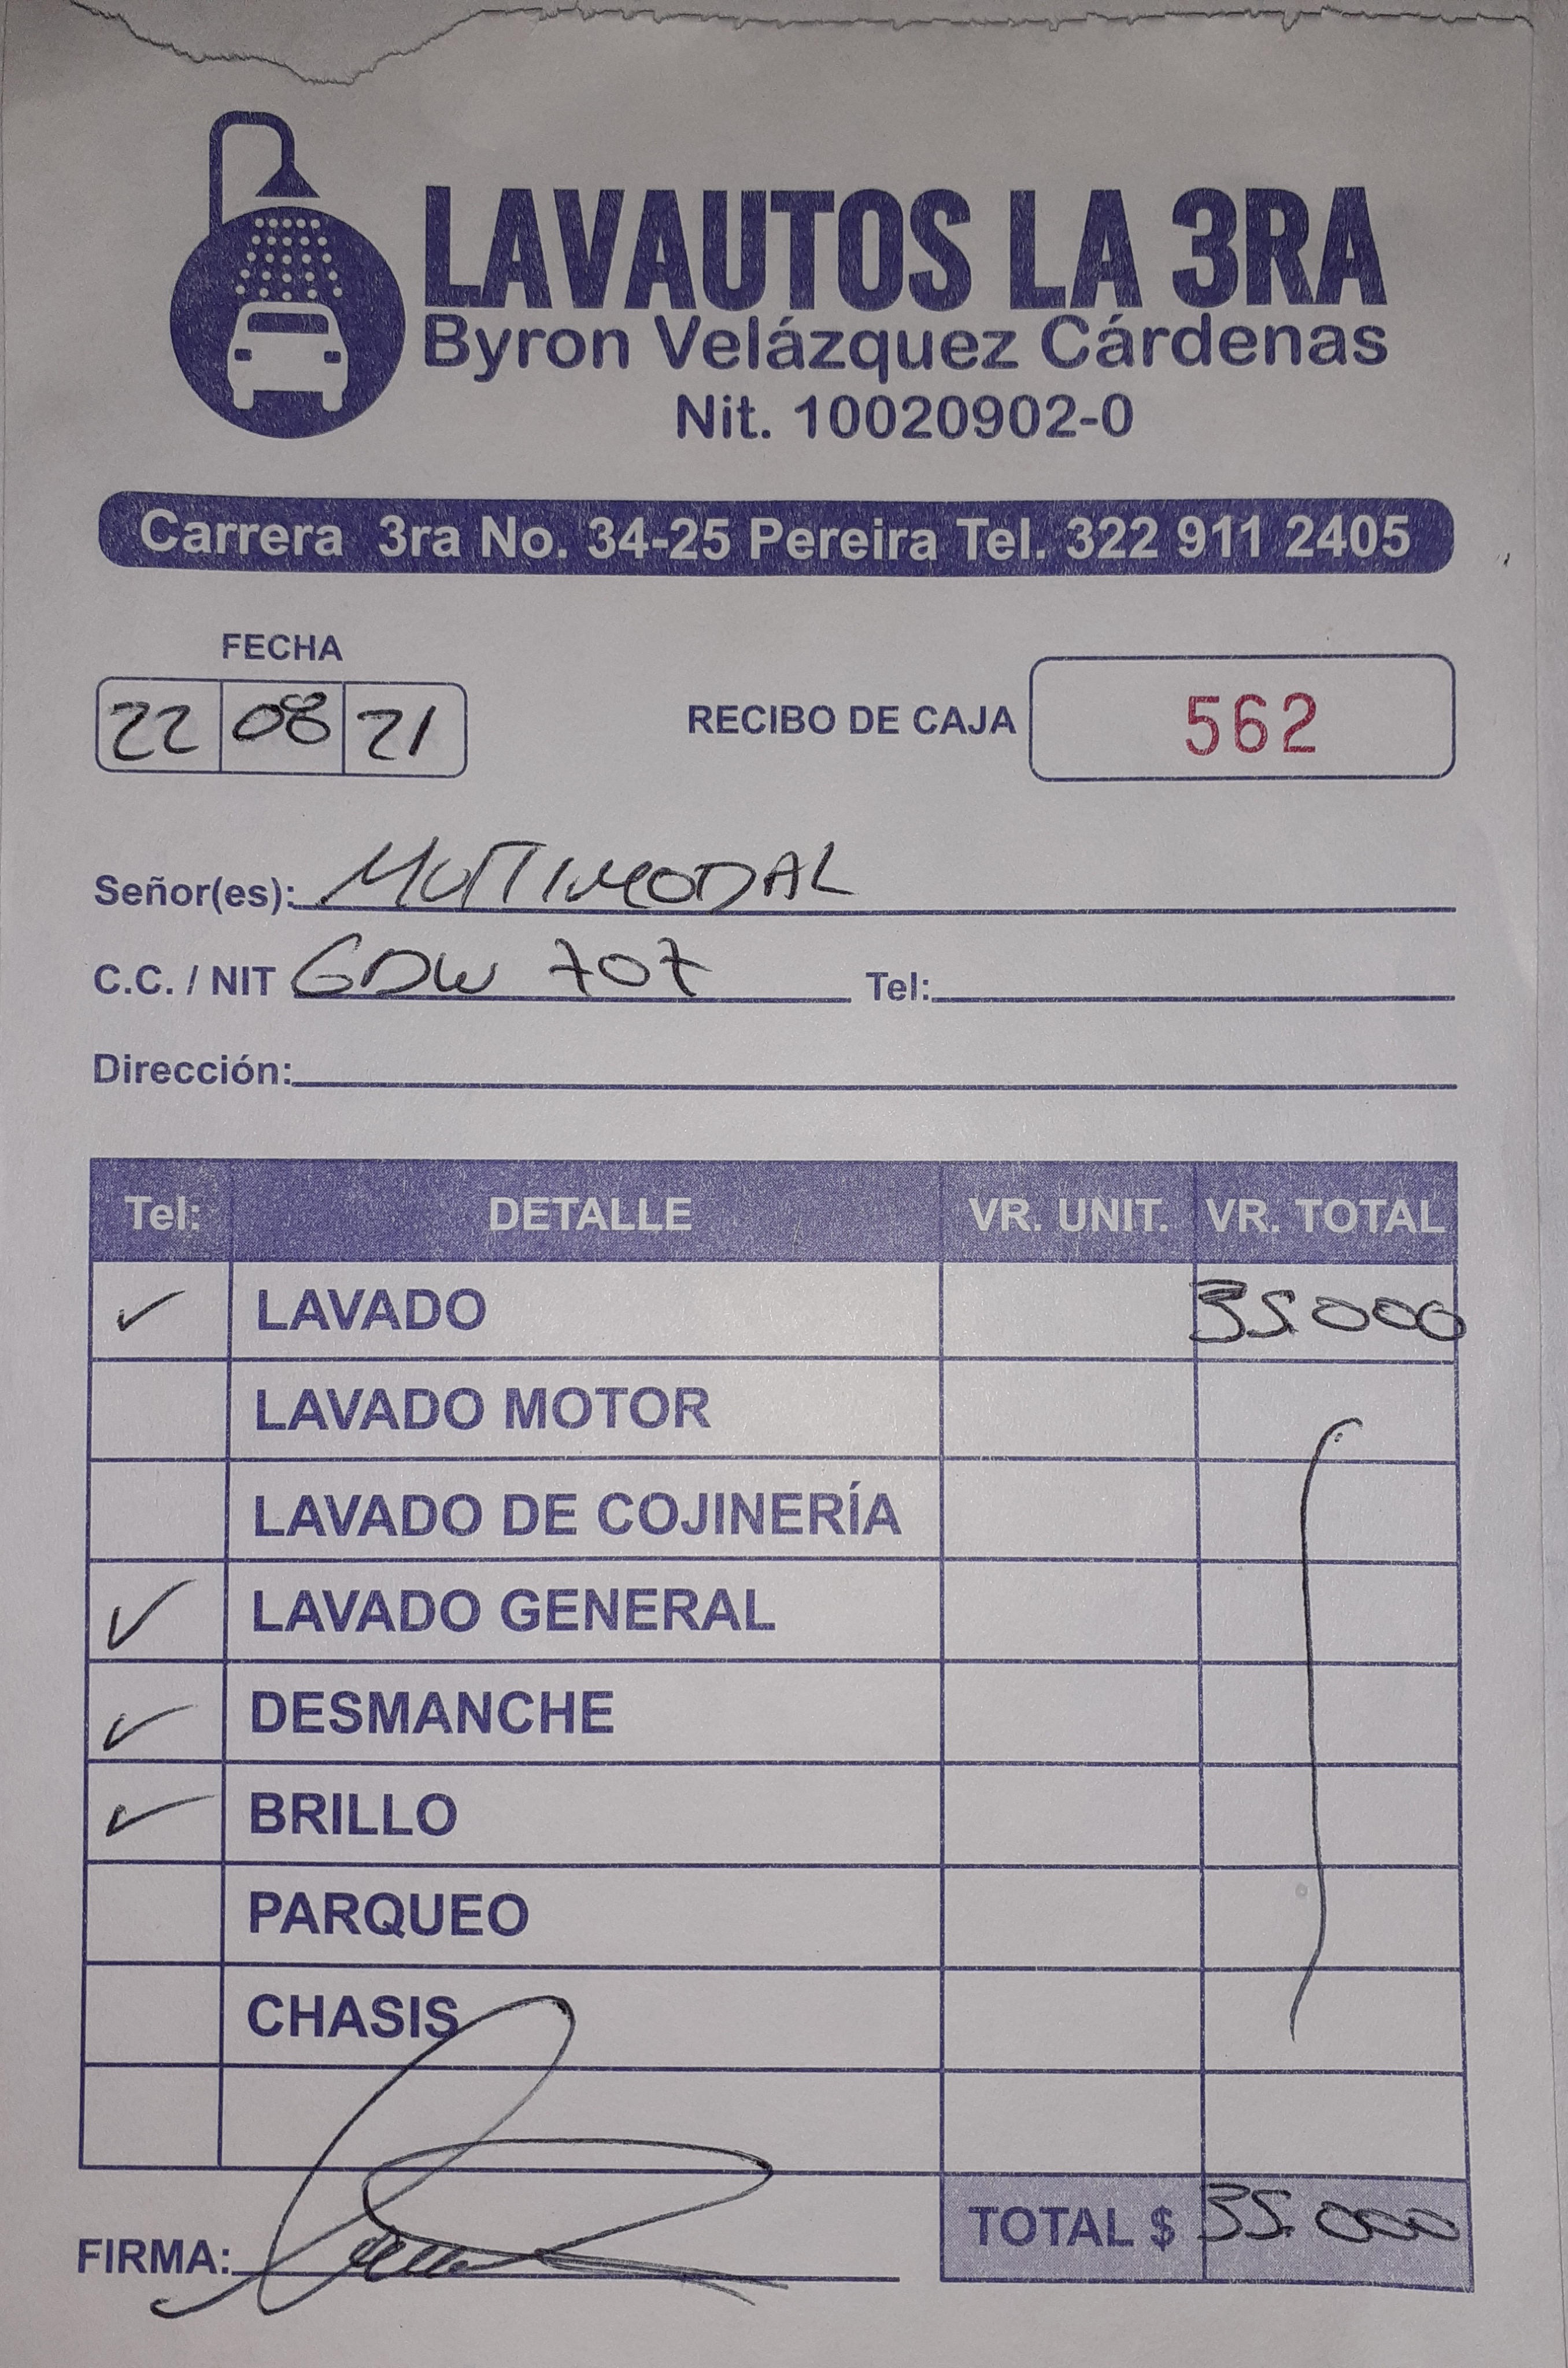 LAVAUTOS LA 3RA
Byron Velázquez Cárdenas
Nit. 10020902-0
Carrera 3ra No. 34-25 Pereira Tel. 322 911 2405
FECHA
22 08 21
RECIBO DE CAJA 562
Señor(es): MULTIMODAL
C.C. / NIT GDW 707 Tel:
Dirección:
Tel: DETALLE VR. UNIT. VR. TOTAL
✓ LAVADO 35.000
LAVADO MOTOR
LAVADO DE COJINERÍA
✓ LAVADO GENERAL
✓ DESMANCHE
✓ BRILLO
PARQUEO
CHASIS
TOTAL $ 35.000
FIRMA: